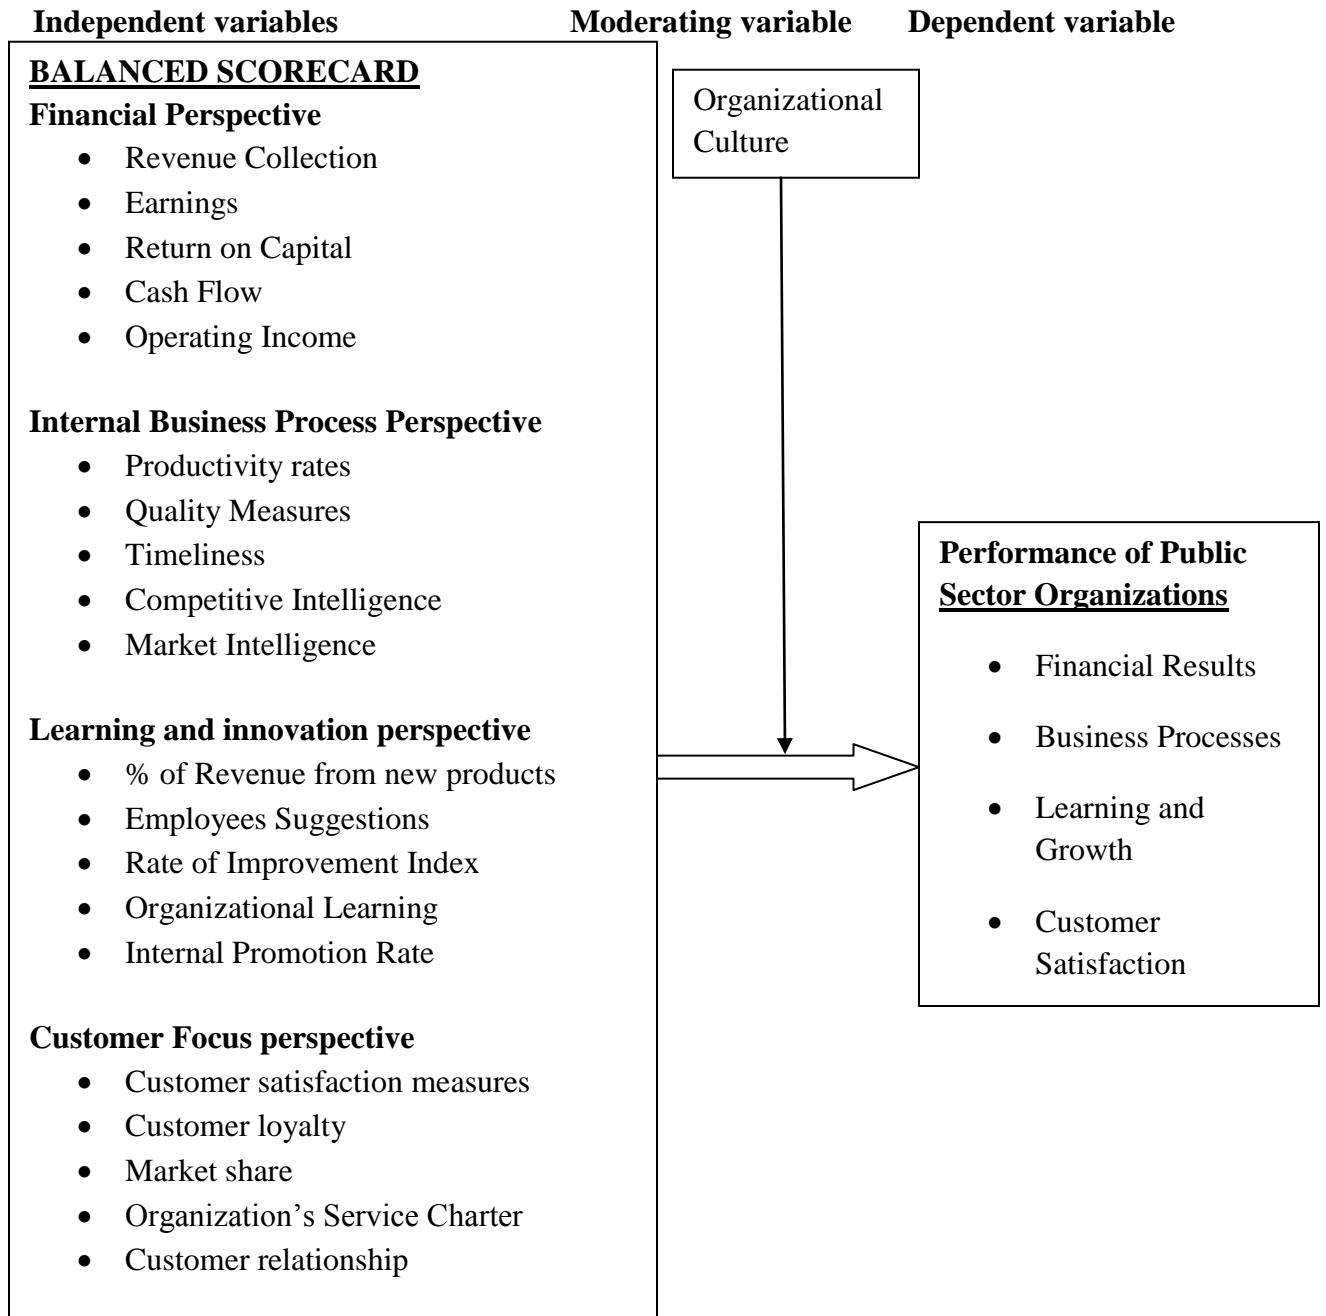 Independent variables
Moderating variable
Dependent variable
BALANCED SCORECARD
Financial Perspective
• Revenue Collection
• Earnings
• Return on Capital
• Cash Flow
• Operating Income
Internal Business Process Perspective
• Productivity rates
• Quality Measures
• Timeliness
• Competitive Intelligence
• Market Intelligence
Learning and innovation perspective
• % of Revenue from new products
• Employees Suggestions
• Rate of Improvement Index
• Organizational Learning
• Internal Promotion Rate
Customer Focus perspective
• Customer satisfaction measures
• Customer loyalty
• Market share
• Organization’s Service Charter
• Customer relationship
Organizational
Culture
Performance of Public
Sector Organizations
• Financial Results
• Business Processes
• Learning and
Growth
• Customer
Satisfaction